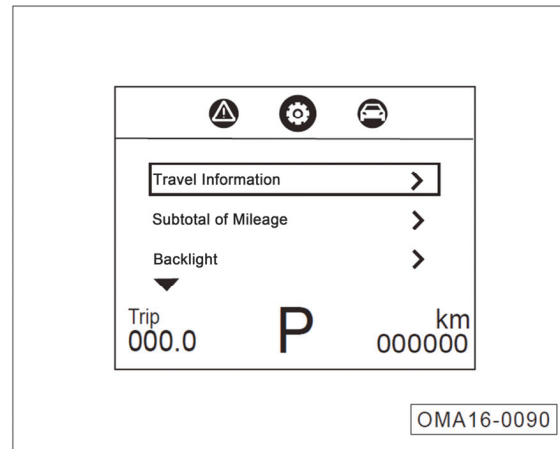 Travel Information
Subtotal of Mileage
Backlight
Trip
000.0
P
km
000000
OMA16-0090